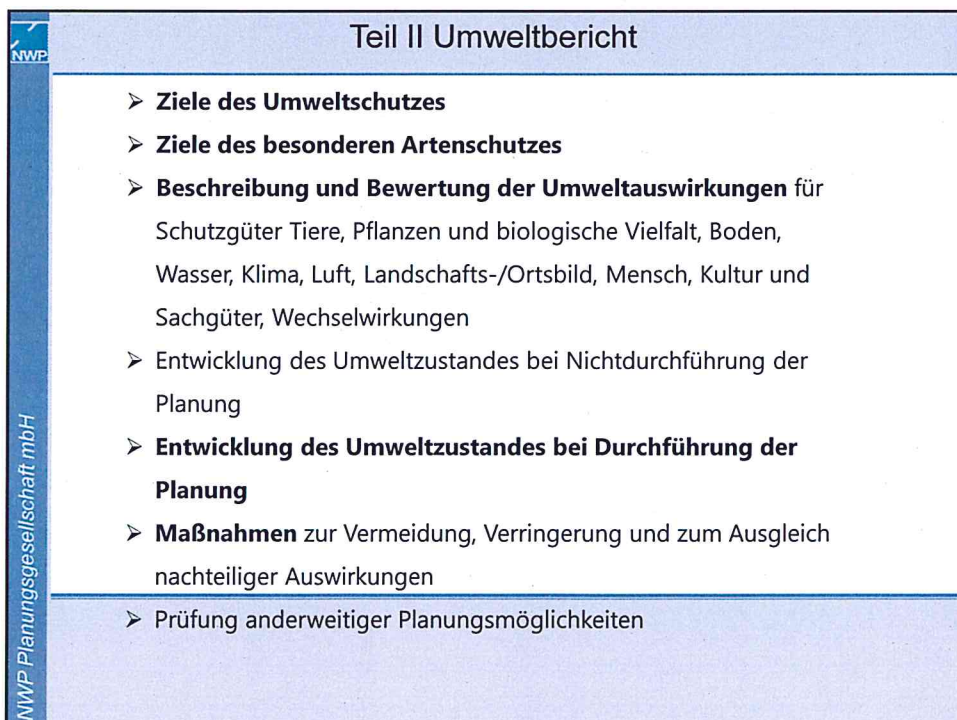 NWP
Teil II Umweltbericht
➢ Ziele des Umweltschutzes
➢ Ziele des besonderen Artenschutzes
➢ Beschreibung und Bewertung der Umweltauswirkungen für
Schutzgüter Tiere, Pflanzen und biologische Vielfalt, Boden,
Wasser, Klima, Luft, Landschafts-/Ortsbild, Mensch, Kultur und
Sachgüter, Wechselwirkungen
➢ Entwicklung des Umweltzustandes bei Nichtdurchführung der
Planung
➢ Entwicklung des Umweltzustandes bei Durchführung der
Planung
➢ Maßnahmen zur Vermeidung, Verringerung und zum Ausgleich
nachteiliger Auswirkungen
➢ Prüfung anderweitiger Planungsmöglichkeiten
NWP Planungsgesellschaft mbH